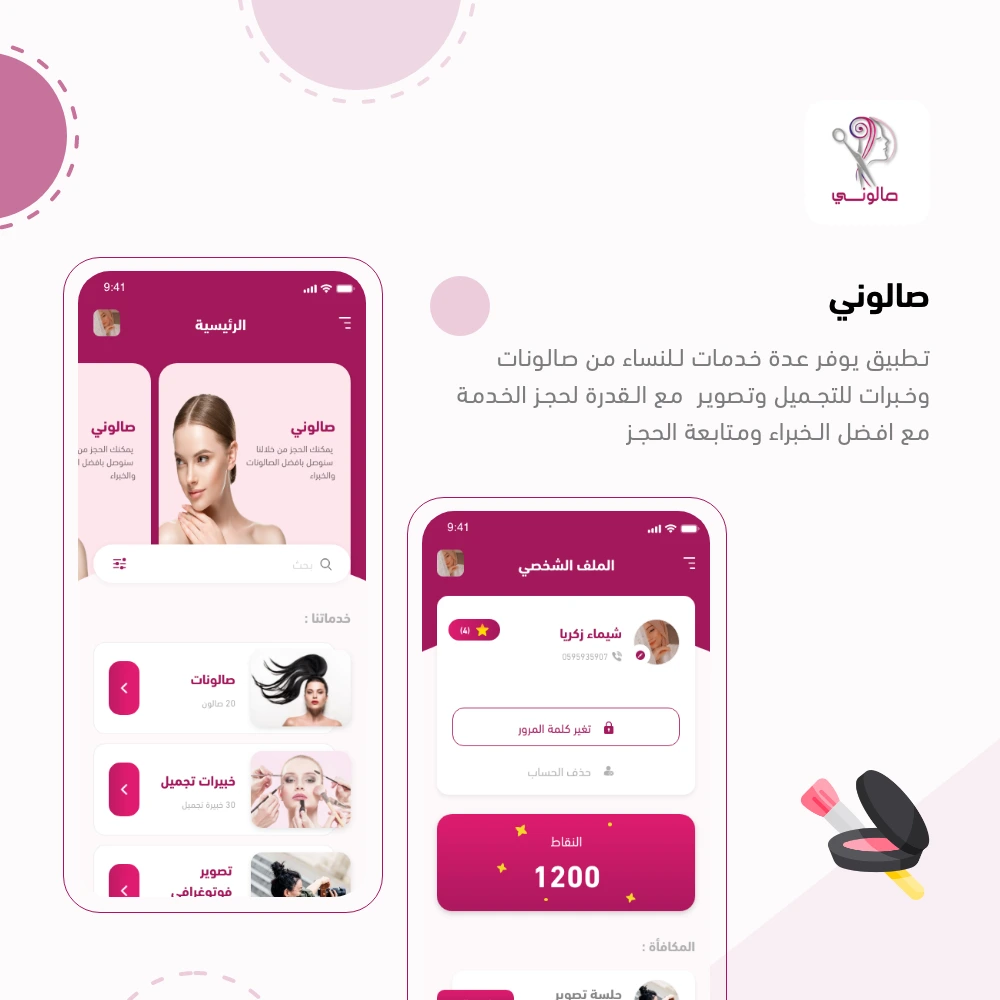 صالوني
صالوني
تطبيق يوفر عدة خدمات للنساء من صالونات
وخبرات للتجميل وتصوير مع القدرة لحجز الخدمة
مع افضل الخبراء ومتابعة الحجز
9:41
الرئيسية
صالوني
يمكنك الحجز من خلالنا
سنوصل بافضل الصالونات
والخبراء
صالوني
يمكنك الحجز من
سنوصل بافضل
والخبراء
بحث
خدماتنا :
صالونات
20 صالون
خبيرات تجميل
30 خبيرة تجميل
تصوير
فوتوغرافي
9:41
الملف الشخصي
شيماء زكريا
(4)
0595935907
تغير كلمة المرور
حذف الحساب
النقاط
1200
المكافأة :
جلسة تصوير